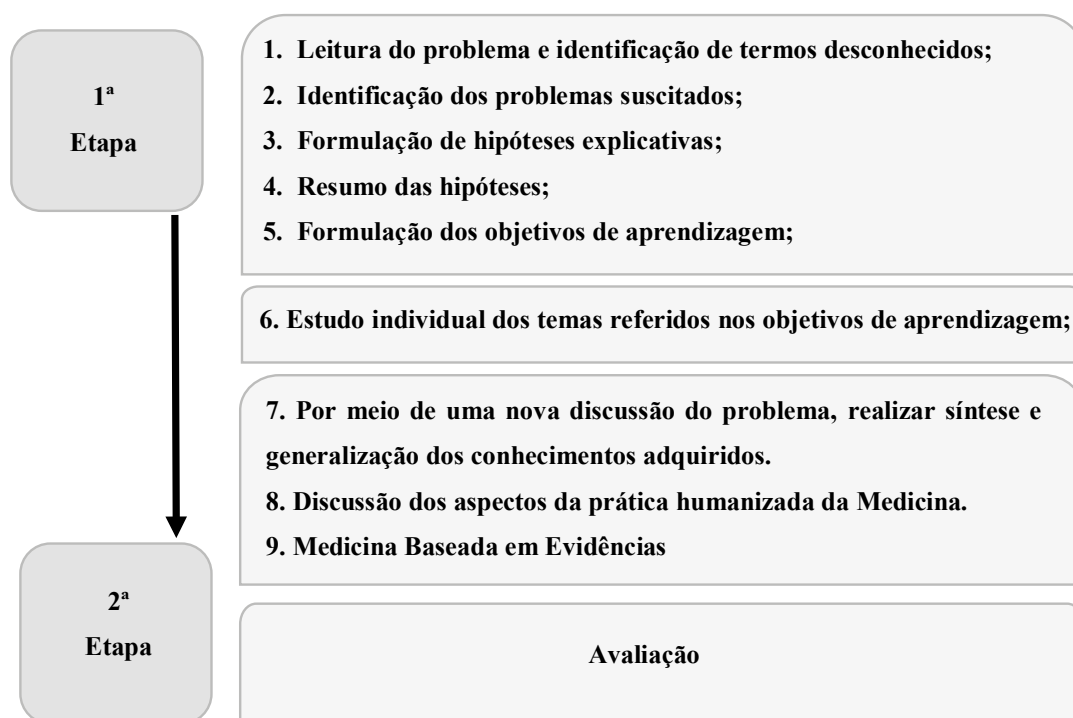 1ª
Etapa
1. Leitura do problema e identificação de termos desconhecidos;
2. Identificação dos problemas suscitados;
3. Formulação de hipóteses explicativas;
4. Resumo das hipóteses;
5. Formulação dos objetivos de aprendizagem;
6. Estudo individual dos temas referidos nos objetivos de aprendizagem;
7. Por meio de uma nova discussão do problema, realizar síntese e
generalização dos conhecimentos adquiridos.
8. Discussão dos aspectos da prática humanizada da Medicina.
9. Medicina Baseada em Evidências
2ª
Etapa
Avaliação